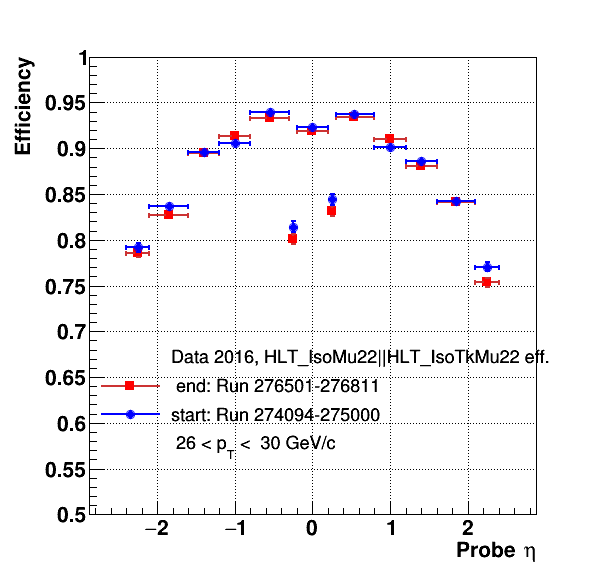 Efficiency
1
0.95
0.9
0.85
0.8
0.75
0.7
0.65
0.6
0.55
0.5
Data 2016, HLT_IsoMu22||HLT_IsoTkMu22 eff.
end: Run 276501-276811
start: Run 274094-275000
26 < p_T < 30 GeV/c
−2 −1 0 1 2
Probe η